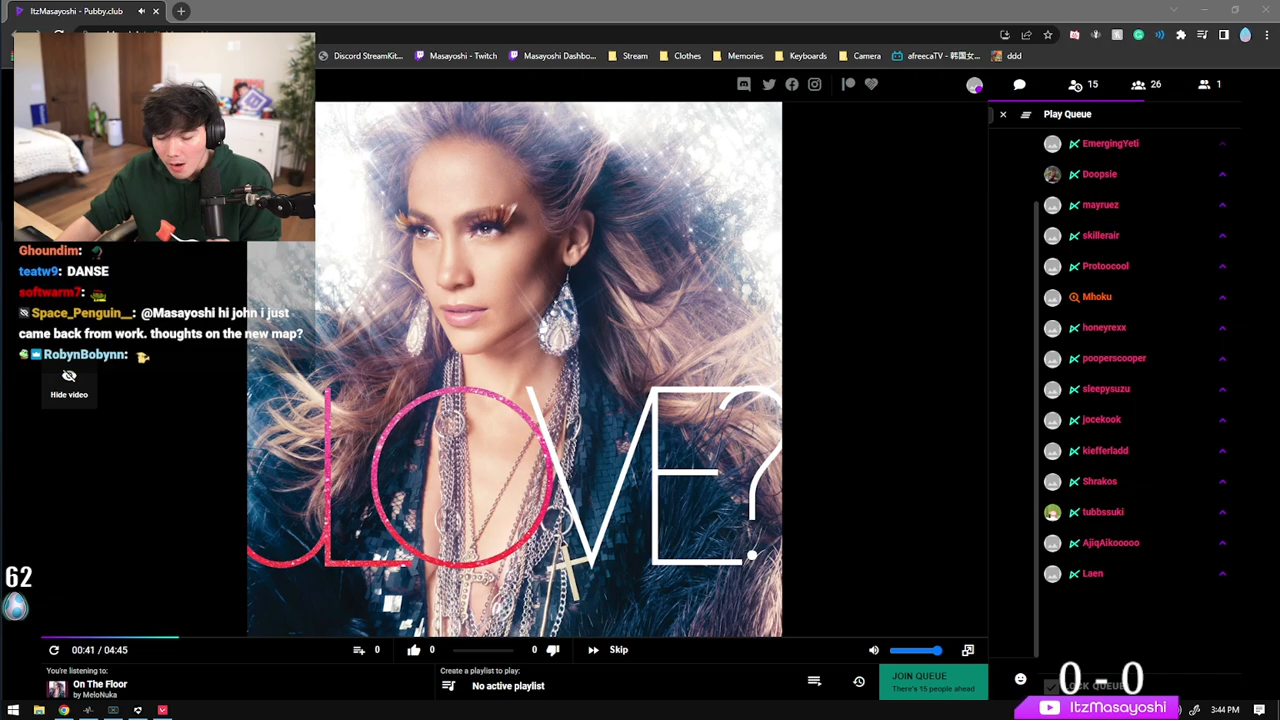 ItzMasayoshi - Plug.club
Discord StreamKit...
Masayoshi - Twitch
Masayoshi Dashbo...
Stream
Clothes
Memories
Keyboards
Camera
afreecaTV - 韩国女...
ddd
15
26
1
Play Queue
EmergingYeti
Doopsie
mayruez
skillerair
Protoocool
Mhoku
honeyrexx
pooperscooper
sleepysuzu
jocekook
kiefferladd
Shrakos
tubbssuki
AjiqAikooooo
Laen
Ghoundim:
teatw9: DANSE
softwarm7:
Space_Penguin__: @Masayoshi hi john i just
came back from work. thoughts on the new map?
RobynBobynn:
Hide video
LOVE?
62
00:41 / 04:45
0
0
0
Skip
You're listening to:
On The Floor
by MeloNuka
Create a playlist to play:
No active playlist
JOIN QUEUE
There's 15 people ahead
0 - 0
ItzMasayoshi
3:44 PM